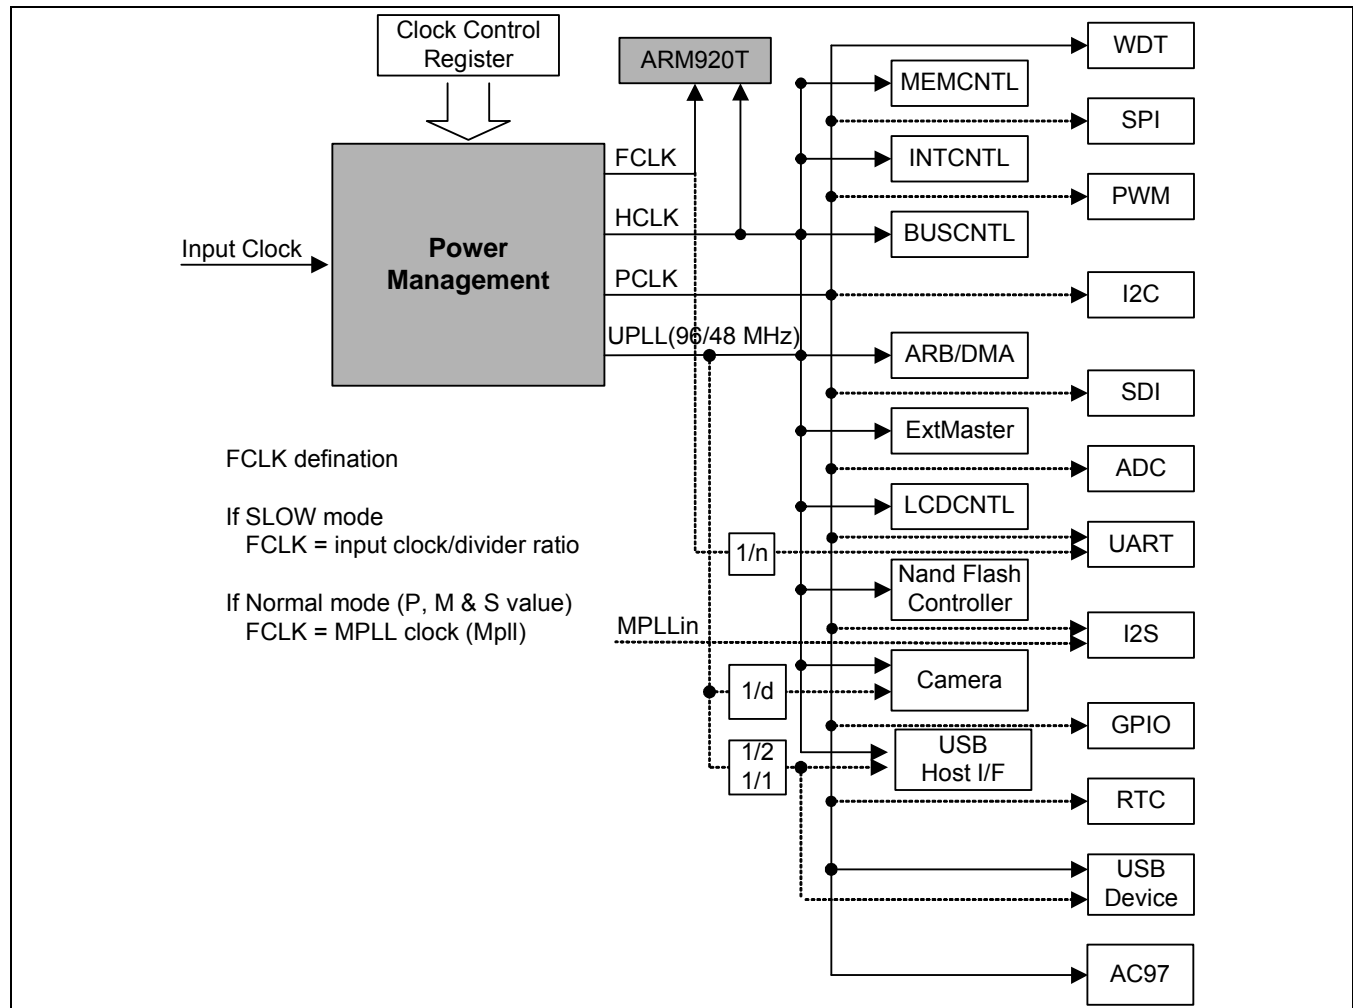 Clock Control
Register
ARM920T
WDT
MEMCNTL
SPI
FCLK
INTCNTL
PWM
HCLK
BUSCNTL
Input Clock
Power
Management
PCLK
I2C
UPLL(96/48 MHz)
ARB/DMA
SDI
ExtMaster
FCLK defination
ADC
LCDCNTL
If SLOW mode
FCLK = input clock/divider ratio
1/n
UART
Nand Flash
Controller
If Normal mode (P, M & S value)
FCLK = MPLL clock (Mpll)
MPLLin
I2S
1/d
Camera
GPIO
1/2
1/1
USB
Host I/F
RTC
USB
Device
AC97